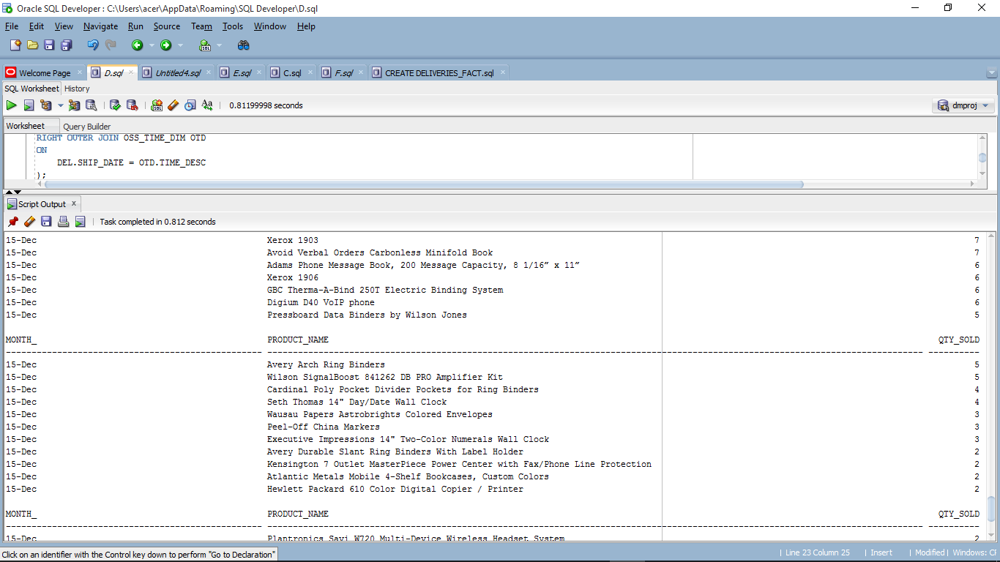 Oracle SQL Developer : C:\Users\acer\AppData\Roaming\SQL Developer\D.sql
File Edit View Navigate Run Source Team Tools Window Help
Welcome Page D.sql Untitled4.sql E.sql C.sql F.sql CREATE DELIVERIES_FACT.sql
SQL Worksheet History
0.81199998 seconds dmproj
Worksheet Query Builder
RIGHT OUTER JOIN OSS_TIME_DIM OTD
ON
DEL.SHIP_DATE = OTD.TIME_DESC
);
Script Output x
Task completed in 0.812 seconds
15-Dec Xerox 1903 7
15-Dec Avoid Verbal Orders Carbonless Minifold Book 7
15-Dec Adams Phone Message Book, 200 Message Capacity, 8 1/16” x 11” 6
15-Dec Xerox 1906 6
15-Dec GBC Therma-A-Bind 250T Electric Binding System 6
15-Dec Digium D40 VoIP phone 6
15-Dec Pressboard Data Binders by Wilson Jones 5
MONTH_ PRODUCT_NAME QTY_SOLD
15-Dec Avery Arch Ring Binders 5
15-Dec Wilson SignalBoost 841262 DB PRO Amplifier Kit 5
15-Dec Cardinal Poly Pocket Divider Pockets for Ring Binders 4
15-Dec Seth Thomas 14" Day/Date Wall Clock 4
15-Dec Wausau Papers Astrobrights Colored Envelopes 3
15-Dec Peel-Off China Markers 3
15-Dec Executive Impressions 14" Two-Color Numerals Wall Clock 3
15-Dec Avery Durable Slant Ring Binders With Label Holder 2
15-Dec Kensington 7 Outlet MasterPiece Power Center with Fax/Phone Line Protection 2
15-Dec Atlantic Metals Mobile 4-Shelf Bookcases, Custom Colors 2
15-Dec Hewlett Packard 610 Color Digital Copier / Printer 2
MONTH_ PRODUCT_NAME QTY_SOLD
15-Dec Plantronics Savi W720 Multi-Device Wireless Headset System 2
Click on an identifier with the Control key down to perform "Go to Declaration" | Line 23 Column 25 | Insert | Modified | Windows: CF